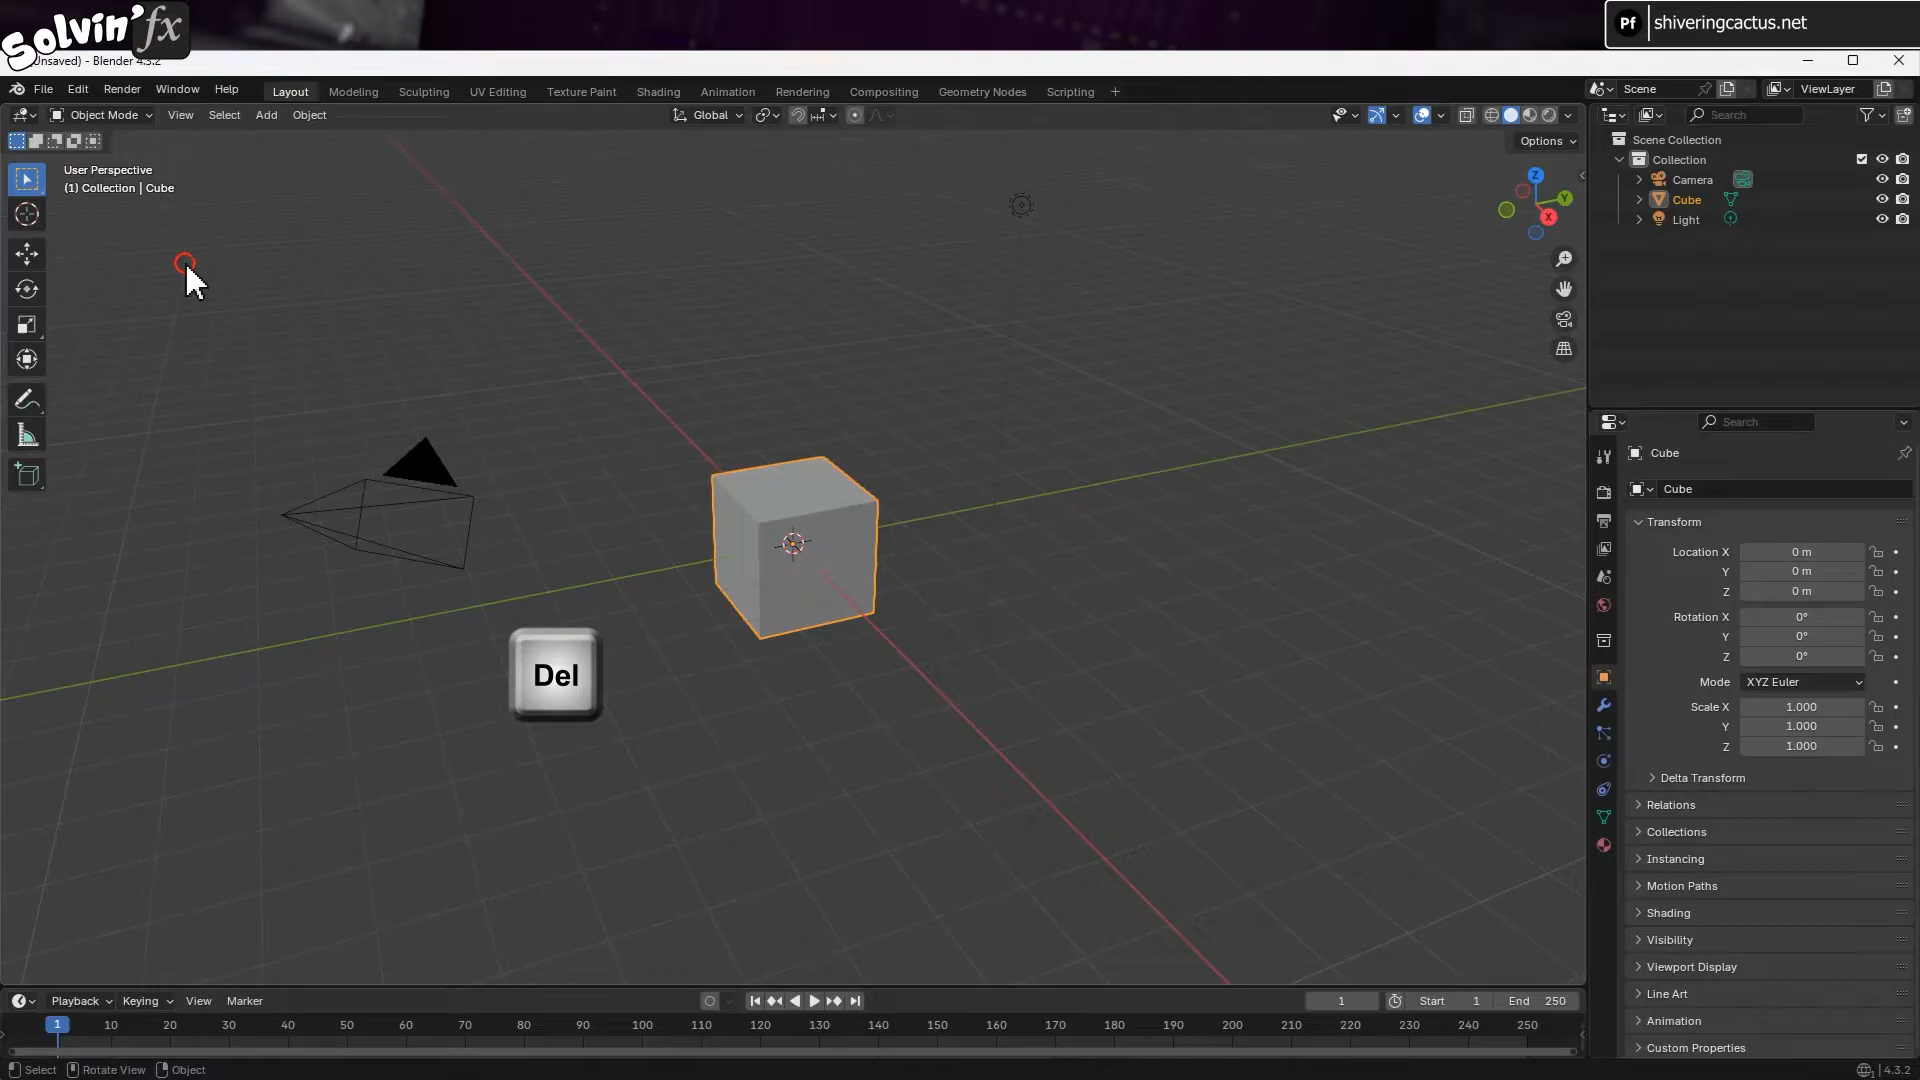 Solvin'fx
Pf shiveringcactus.net
(Unsaved) - Blender 4.3.2
File Edit Render Window Help
Layout Modeling Sculpting UV Editing Texture Paint Shading Animation Rendering Compositing Geometry Nodes Scripting +
Scene
ViewLayer
Object Mode View Select Add Object
Global
Search
Options
User Perspective
(1) Collection | Cube
Z
Y
X
Scene Collection
Collection
Camera
Cube
Light
Search
Cube
Cube
Transform
Location X 0 m
Y 0 m
Z 0 m
Rotation X 0°
Y 0°
Z 0°
Mode XYZ Euler
Scale X 1.000
Y 1.000
Z 1.000
Delta Transform
Relations
Collections
Instancing
Motion Paths
Shading
Visibility
Viewport Display
Line Art
Animation
Custom Properties
Del
Playback Keying View Marker
1 Start 1 End 250
1 10 20 30 40 50 60 70 80 90 100 110 120 130 140 150 160 170 180 190 200 210 220 230 240 250
Select Rotate View Object
4.3.2